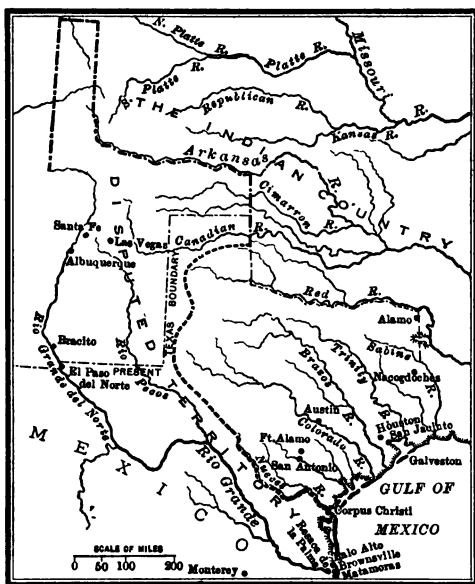 N. Platte R.
Platte R.
Missouri R.
Platte R.
Republican R.
Kansas R.
& THE INDIAN COUNTRY
Arkansas R.
Cimarron R.
Canadian R.
DISPUTED TERRITORY
Santa Fe
Las Vegas
Albuquerque
TEXAS BOUNDARY
PRESENT
Red R.
Alamo
Sabine R.
Trinity R.
Brazos R.
Nacogdoches
Rio Grande del Norte
Bracito
El Paso
del Norte
Rio Pecos
Austin
Houston
San Jacinto
Colorado R.
Ft. Alamo
San Antonio
Galveston
Nueces R.
Rio Grande
MEXICO
GULF OF
MEXICO
Corpus Christi
Resaca de
la Palma
Palo Alto
Brownsville
Matamoras
Monterey
SCALE OF MILES
0 50 100 200